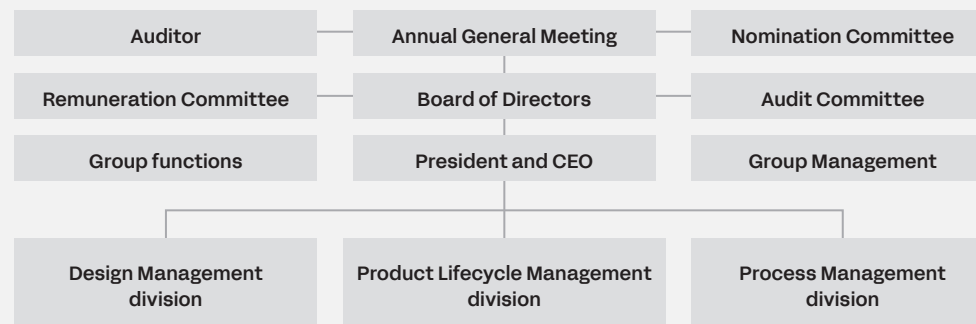 Auditor
Annual General Meeting
Nomination Committee
Remuneration Committee
Board of Directors
Audit Committee
Group functions
President and CEO
Group Management
Design Management
division
Product Lifecycle Management
division
Process Management
division